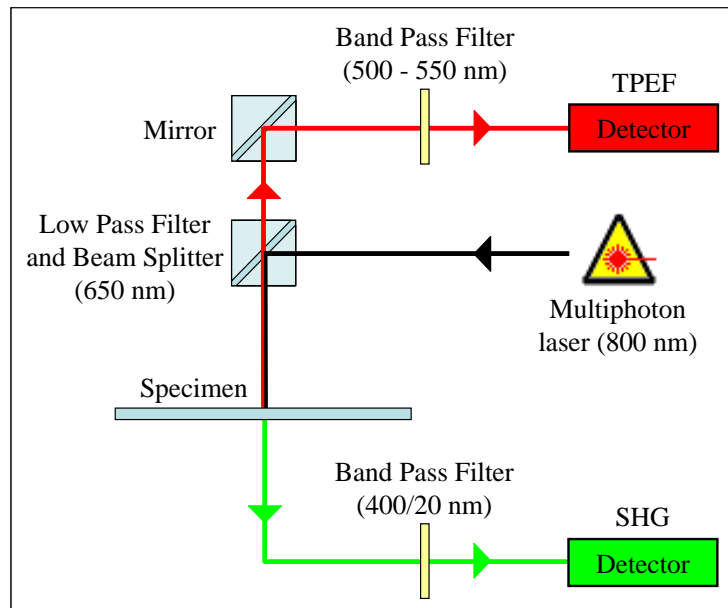 Band Pass Filter
(500 - 550 nm)
TPEF
Detector
Mirror
Low Pass Filter
and Beam Splitter
(650 nm)
Multiphoton
laser (800 nm)
Specimen
Band Pass Filter
(400/20 nm)
SHG
Detector